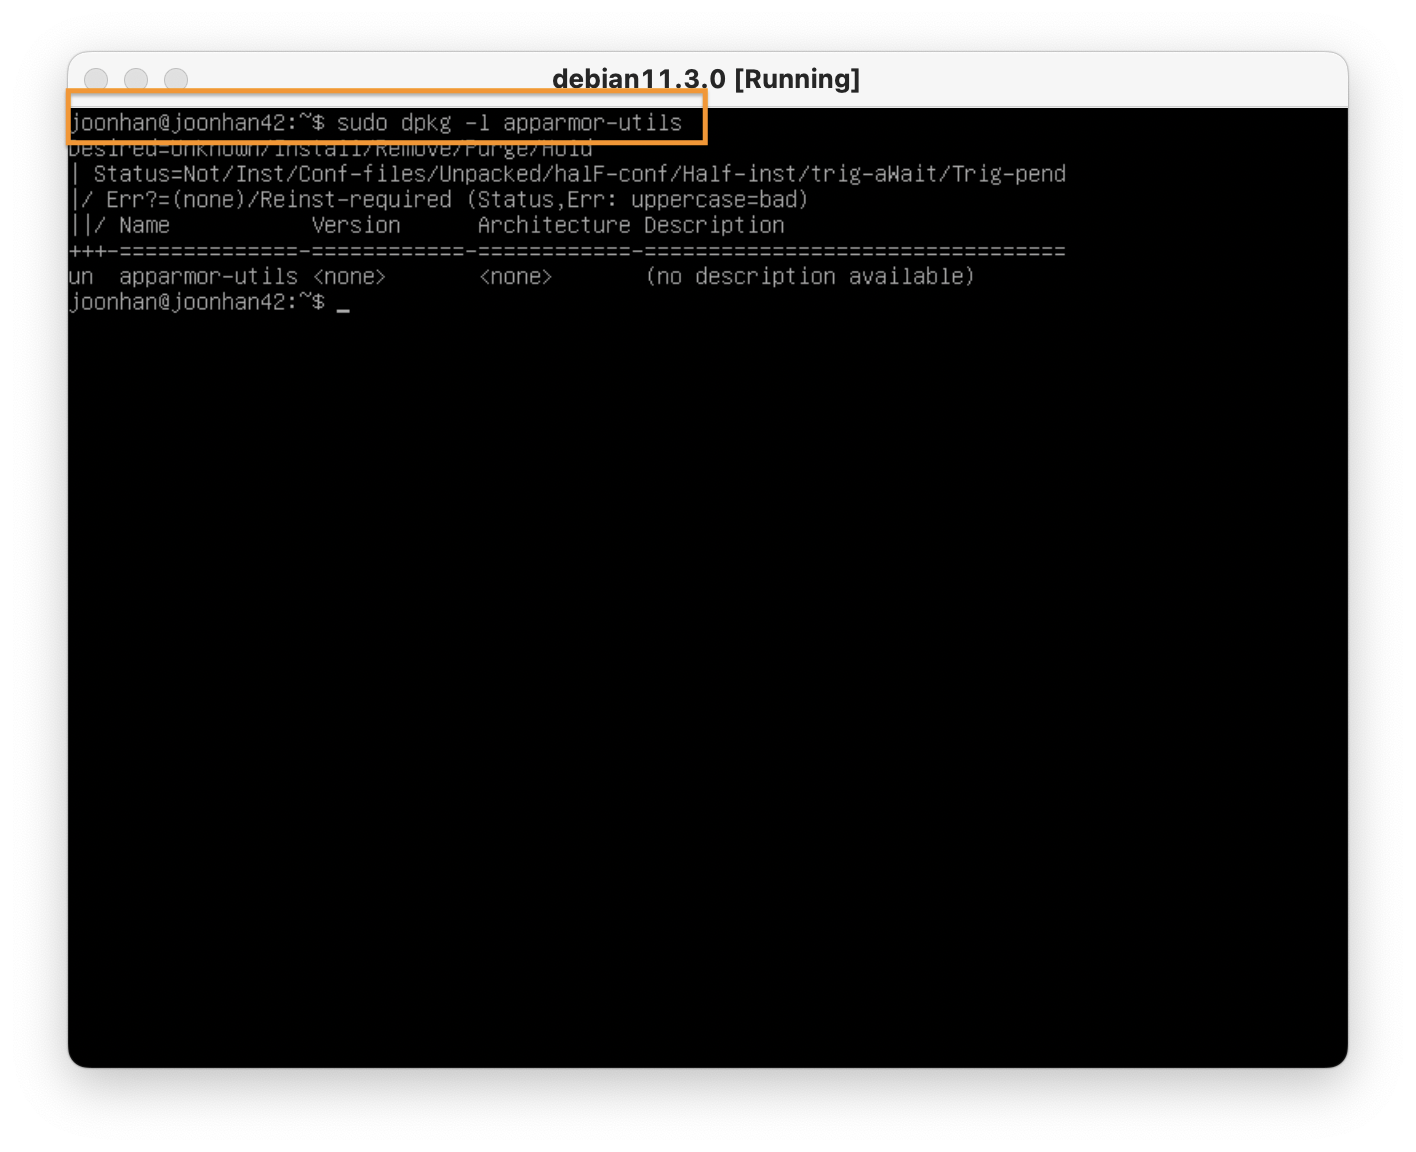 debian11.3.0 [Running]
joonhan@joonhan42:~$ sudo dpkg -l apparmor-utils
Desired=Unknown/Install/Remove/Purge/Hold
| Status=Not/Inst/Conf-files/Unpacked/halF-conf/Half-inst/trig-aWait/Trig-pend
|/ Err?=(none)/Reinst-required (Status,Err: uppercase=bad)
||/ Name           Version      Architecture Description
+++-==============-============-============-=================================
un  apparmor-utils <none>       <none>       (no description available)
joonhan@joonhan42:~$ _